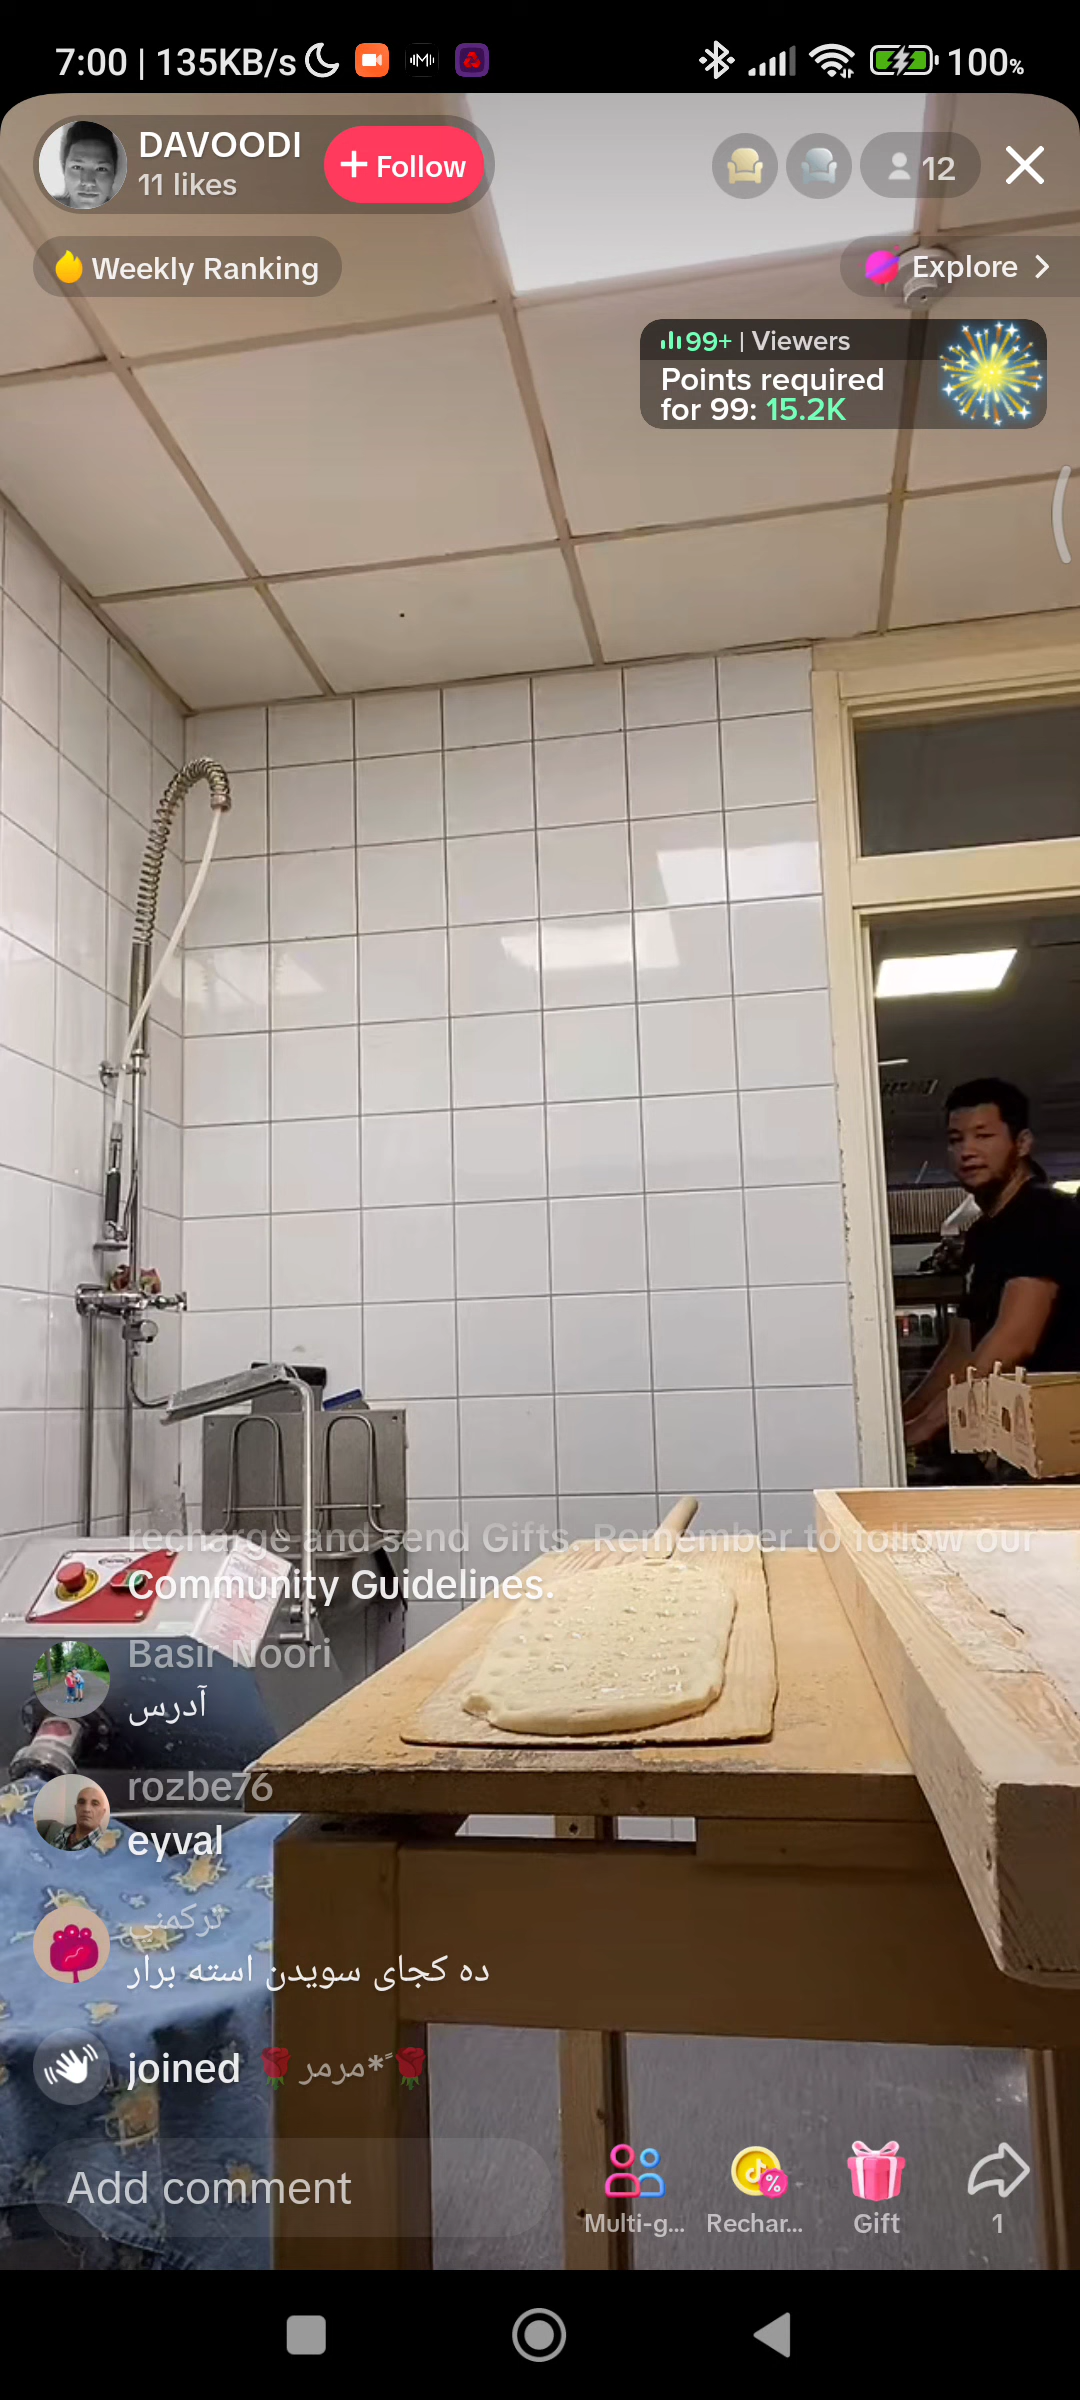 7:00 | 135KB/s
100%
DAVOODI
11 likes
+ Follow
12
Weekly Ranking
Explore
99+ | Viewers
Points required
for 99: 15.2K
recharge and send Gifts. Remember to follow our
Community Guidelines.
Basir Noori
آدرس
rozbe76
eyval
ترکمنی
ده کجای سویدن استه برار
joined 🌹مرمر*🌹
Add comment
Multi-g...
Rechar...
Gift
1